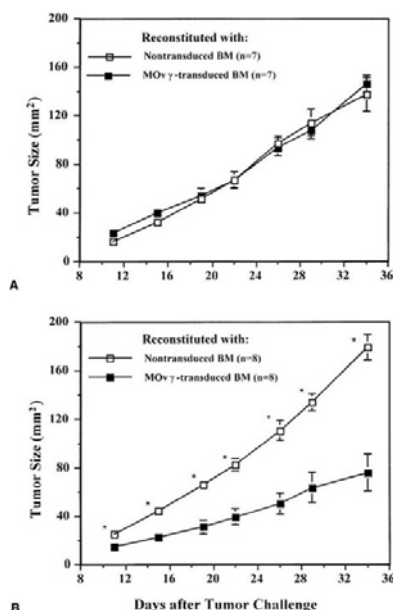 200
Reconstituted with:
Nontransduced BM (n=7)
MOv γ-transduced BM (n=7)
160
120
80
40
0
Tumor Size (mm²)
8 12 16 20 24 28 32 36
A
200
Reconstituted with:
Nontransduced BM (n=8)
MOv γ-transduced BM (n=8)
160
120
80
40
0
Tumor Size (mm²)
* * * * * * *
8 12 16 20 24 28 32 36
B
Days after Tumor Challenge